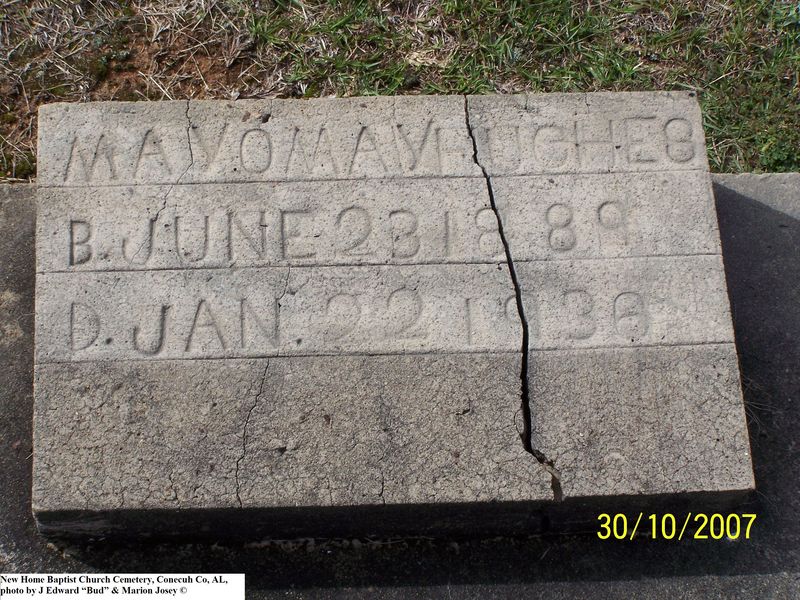 MAYOMAY HUGHES
B. JUNE 23 1889
D. JAN. 22 1936
30/10/2007
New Home Baptist Church Cemetery, Conecuh Co, AL,
photo by J Edward “Bud” & Marion Josey ©